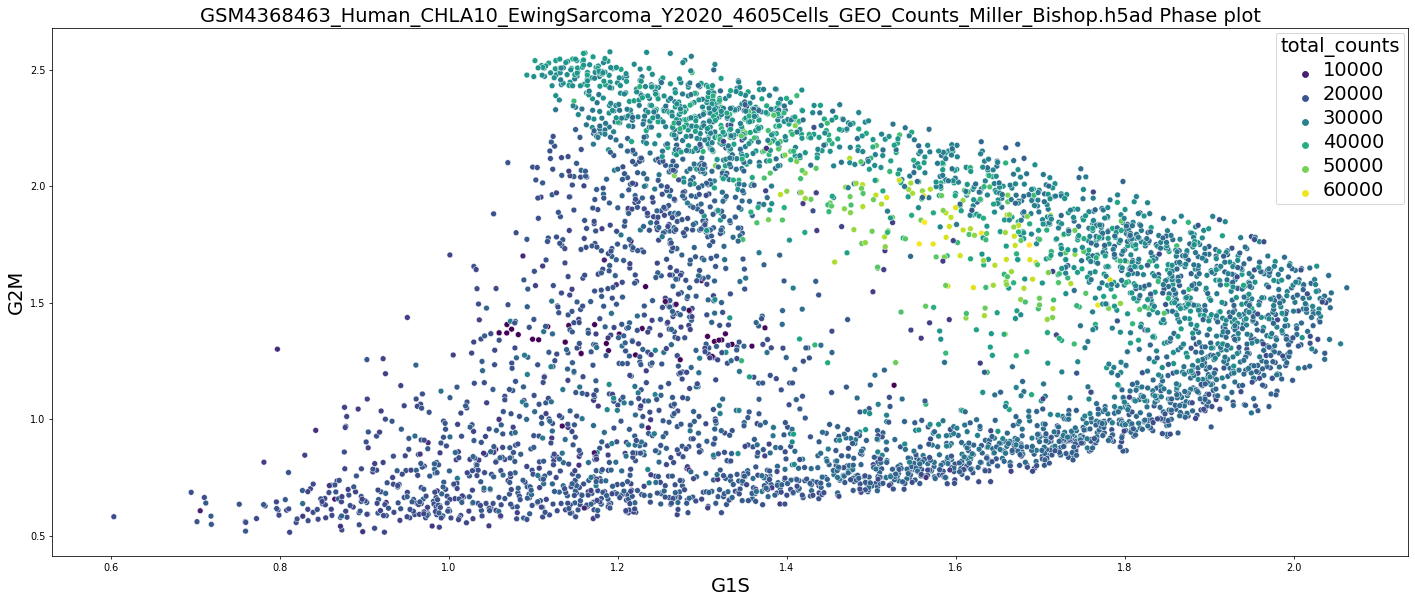 GSM4368463_Human_CHLA10_EwingSarcoma_Y2020_4605Cells_GEO_Counts_Miller_Bishop.h5ad Phase plot
total_counts
10000
20000
30000
40000
50000
60000
G2M
2.5
2.0
1.5
1.0
0.5
0.6 0.8 1.0 1.2 1.4 1.6 1.8 2.0
G1S